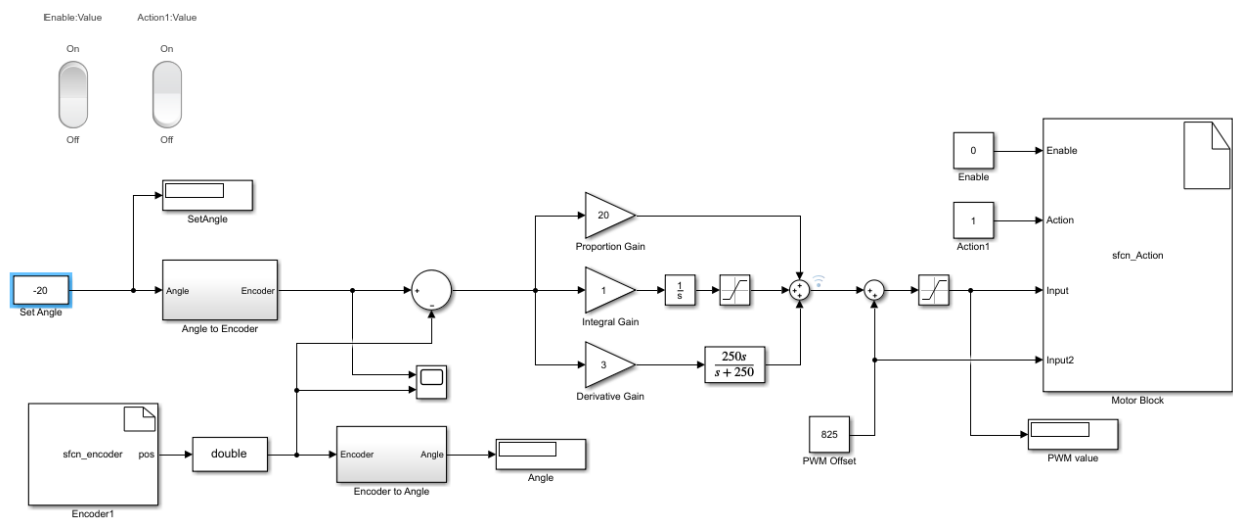 Enable:Value
Action1:Value
On
On
Off
Off
SetAngle
-20
Set Angle
Angle
Encoder
Angle to Encoder
20
Proportion Gain
1
Integral Gain
1
s
3
Derivative Gain
250s
s + 250
+
−
+
+
+
+
+
0
Enable
1
Action1
Enable
Action
sfcn_Action
Input
Input2
Motor Block
825
PWM Offset
PWM value
sfcn_encoder
pos
Encoder1
double
Encoder
Angle
Encoder to Angle
Angle